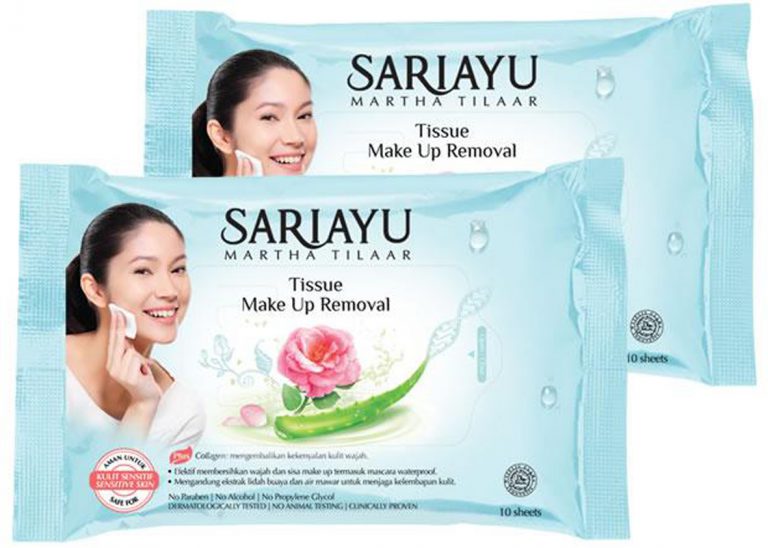 SARIAYU
MARTHA TILAAR
Tissue
Make Up Removal
10 sheets
SARIAYU
MARTHA TILAAR
Tissue
Make Up Removal
Plus Collagen: mengembalikan kekenyalan kulit wajah.
• Efektif membersihkan wajah dan sisa make up termasuk mascara waterproof.
• Mengandung ekstrak lidah buaya dan air mawar untuk menjaga kelembapan kulit.
AMAN UNTUK
KULIT SENSITIF
SENSITIVE SKIN
SAFE FOR
No Paraben | No Alcohol | No Propylene Glycol
DERMATOLOGICALLY TESTED | NO ANIMAL TESTING | CLINICALLY PROVEN
10 sheets